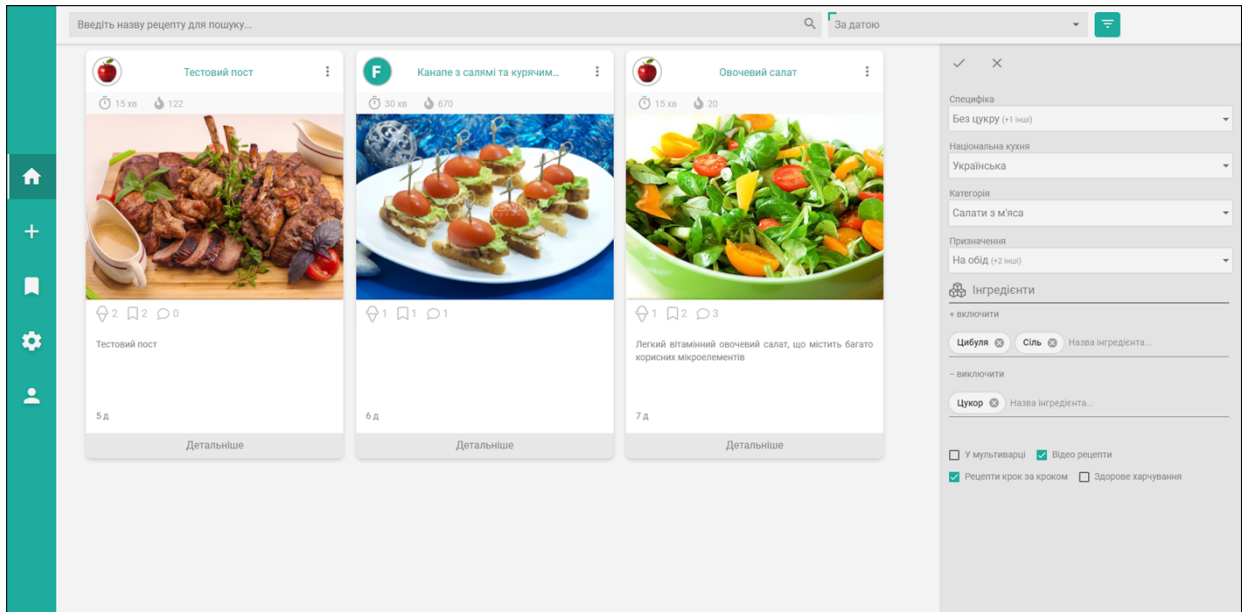 Введіть назву рецепту для пошуку...
За датою
Тестовий пост
15 хв 122
2 2 0
Тестовий пост
5 д
Детальніше
F
Канапе з салямі та курячим...
30 хв 670
1 1 1
6 д
Детальніше
Овочевий салат
15 хв 20
1 2 3
Легкий вітамінний овочевий салат, що містить багато
корисних мікроелементів
7 д
Детальніше
Специфіка
Без цукру (+1 інші)
Національна кухня
Українська
Категорія
Салати з м'яса
Призначення
На обід (+2 інші)
Інгредієнти
+ включити
Цибуля Сіль Назва інгредієнта...
− виключити
Цукор Назва інгредієнта...
У мультиварці Відео рецепти
Рецепти крок за кроком Здорове харчування